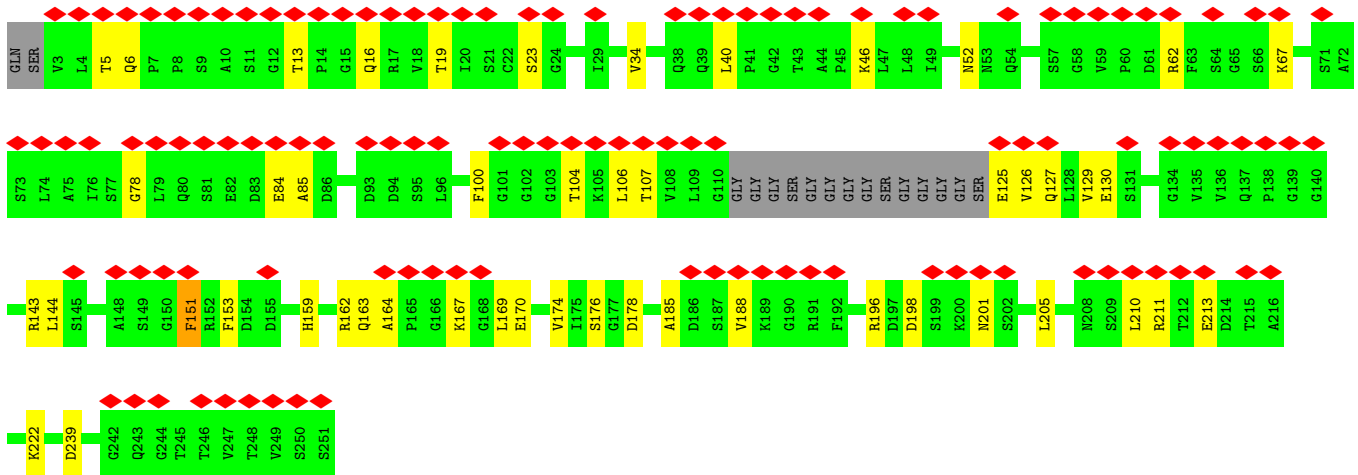 GLN SER V3 L4 T5 Q6 P7 P8 S9 A10 S11 G12 T13 P14 G15 Q16 R17 V18 T19 I20 S21 C22 S23 G24 I29 V34 Q38 Q39 L40 P41 G42 T43 A44 P45 K46 L47 L48 I49 N52 N53 Q54 S57 G58 V59 P60 D61 R62 F63 S64 G65 S66 K67 S71 A72
S73 L74 A75 I76 S77 G78 L79 Q80 S81 E82 D83 E84 A85 D86 D93 D94 S95 L96 F100 G101 G102 G103 T104 K105 L106 T107 V108 L109 G110 GLY GLY GLY SER GLY GLY GLY GLY SER GLY GLY GLY GLY SER E125 V126 Q127 L128 V129 E130 S131 G134 V135 V136 Q137 P138 G139 G140
R143 L144 S145 A148 S149 G150 F151 R152 F153 D154 D155 H159 R162 Q163 A164 P165 G166 K167 G168 L169 E170 V174 I175 S176 G177 D178 A185 D186 S187 V188 K189 G190 R191 F192 R196 D197 D198 S199 K200 N201 S202 L205 N208 S209 L210 R211 T212 E213 D214 T215 A216
K222 D239 G242 Q243 G244 T245 T246 V247 T248 V249 S250 S251